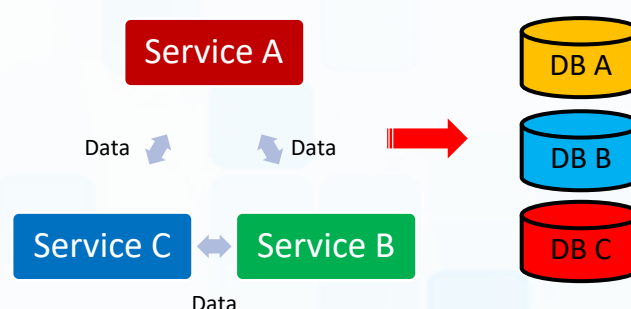 Service A
DB A
Data
Data
DB B
Service C
Service B
DB C
Data